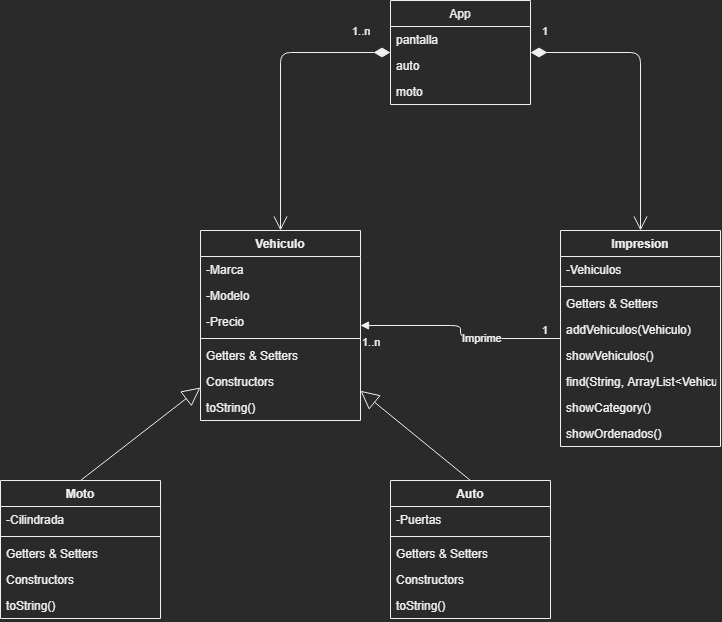 App
pantalla
auto
moto
1..n
1
Vehiculo
-Marca
-Modelo
-Precio
Getters & Setters
Constructors
toString()
Impresion
-Vehiculos
Getters & Setters
addVehiculos(Vehiculo)
showVehiculos()
find(String, ArrayList<Vehicu
showCategory()
showOrdenados()
1..n
Imprime
1
Moto
-Cilindrada
Getters & Setters
Constructors
toString()
Auto
-Puertas
Getters & Setters
Constructors
toString()